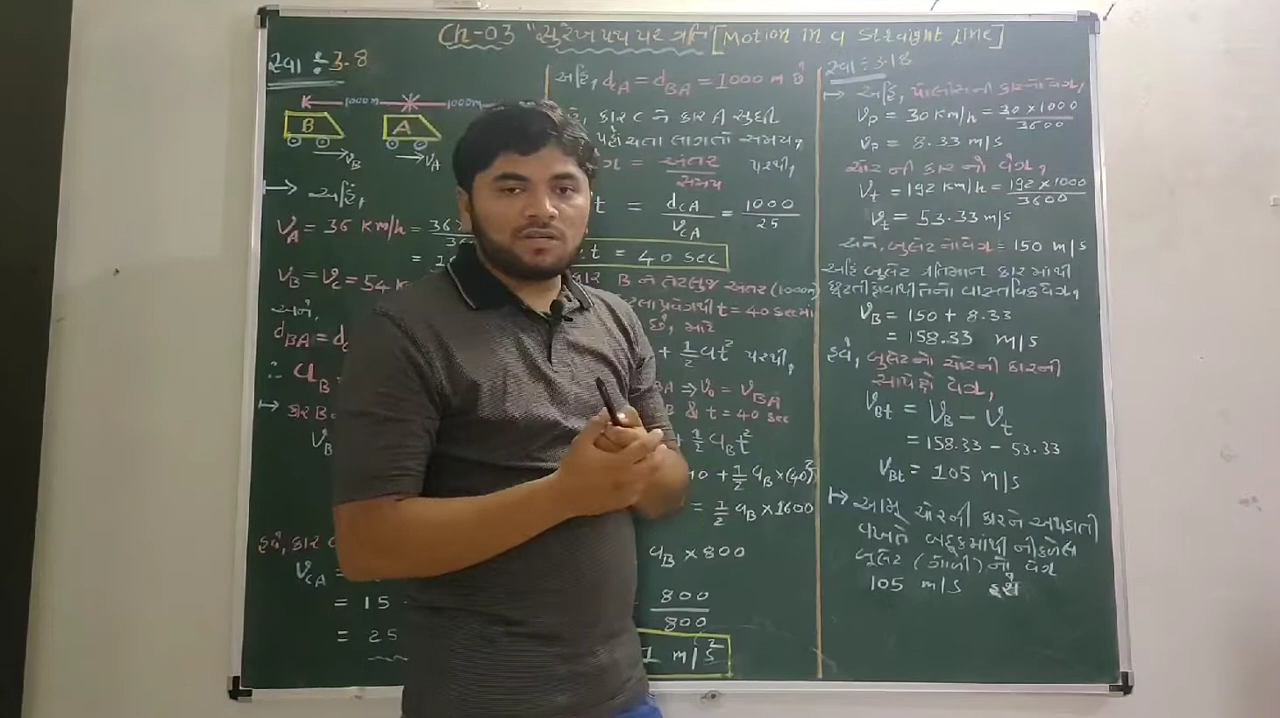 Ch-03 "સુરેખ પથ પર ગતિ" [Motion in a straight line]
સ્વા ÷ 3.8
1000m 1000m
B A
v_B v_A
→ અહિં,
v_A = 36 Km/h =
v_B = v_C = 54
અને,
d_BA = d
∴ a_B
↦ કાર B
v_B
હવે, કાર
v_CA =
= 15
= 25
અહિં, d_CA = d_BA = 1000 m છે
કાર C ને કાર A સુધી
પહોંચતા લાગતો સમય,
= અંતર / સમય પરથી,
t = d_CA / v_CA = 1000 / 25
t = 40 sec
કાર B ને તેટલુજ અંતર (1000m)
t = 40 sec માં
છે, માટે
+ 1/2 at² પરથી,
⇒ v_0 = v_BA
& t = 40 sec
+ 1/2 a_B t²
+ 1/2 a_B × (40)²
= 1/2 a_B × 1600
a_B × 800
800 / 800
1 m/s²
સ્વા ÷ 3.18
↦ અહિં, પોલીસની કારનો વેગ,
v_P = 30 Km/h = 30 × 1000 / 3600
v_P = 8.33 m/s
ચોર ની કાર નો વેગ,
v_t = 192 Km/h = 192 × 1000 / 3600
v_t = 53.33 m/s
અને, બુલેટ નો વેગ = 150 m/s
અહિં બુલેટ ગતિમાન કારમાંથી
છુટતી હોવાથી તેનો વાસ્તવિક વેગ,
v_B = 150 + 8.33
= 158.33 m/s
હવે, બુલેટનો ચોરની કારની
સાપેક્ષે વેગ,
v_Bt = v_B − v_t
= 158.33 − 53.33
v_Bt = 105 m/s
↦ આમ ચોરની કારને અથડાતી
વખતે બંદૂકમાંથી નીકળેલ
બુલેટ (ગોળી) નો વેગ
105 m/s હશે